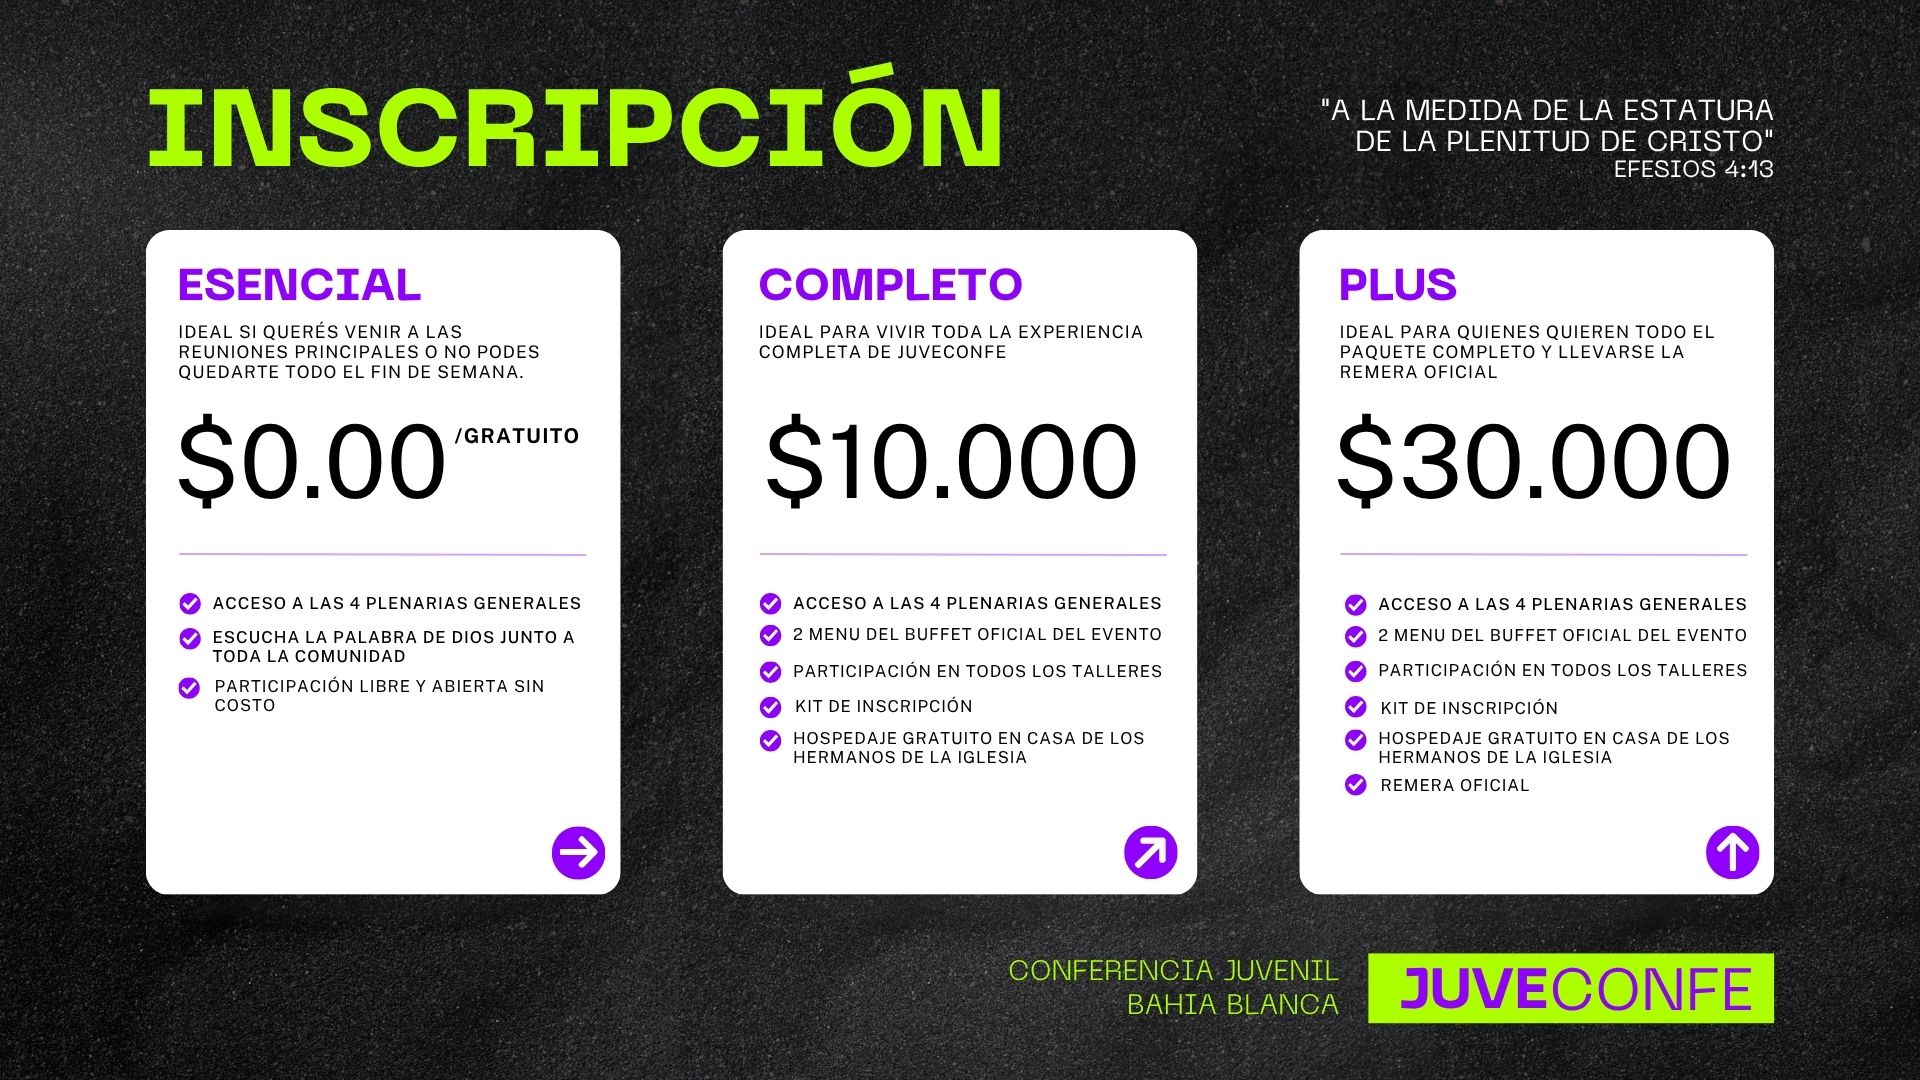 INSCRIPCIÓN
"A LA MEDIDA DE LA ESTATURA
DE LA PLENITUD DE CRISTO"
EFESIOS 4:13
ESENCIAL
IDEAL SI QUERÉS VENIR A LAS
REUNIONES PRINCIPALES O NO PODES
QUEDARTE TODO EL FIN DE SEMANA.
$0.00 /GRATUITO
ACCESO A LAS 4 PLENARIAS GENERALES
ESCUCHA LA PALABRA DE DIOS JUNTO A
TODA LA COMUNIDAD
PARTICIPACIÓN LIBRE Y ABIERTA SIN
COSTO
COMPLETO
IDEAL PARA VIVIR TODA LA EXPERIENCIA
COMPLETA DE JUVECONFE
$10.000
ACCESO A LAS 4 PLENARIAS GENERALES
2 MENU DEL BUFFET OFICIAL DEL EVENTO
PARTICIPACIÓN EN TODOS LOS TALLERES
KIT DE INSCRIPCIÓN
HOSPEDAJE GRATUITO EN CASA DE LOS
HERMANOS DE LA IGLESIA
PLUS
IDEAL PARA QUIENES QUIEREN TODO EL
PAQUETE COMPLETO Y LLEVARSE LA
REMERA OFICIAL
$30.000
ACCESO A LAS 4 PLENARIAS GENERALES
2 MENU DEL BUFFET OFICIAL DEL EVENTO
PARTICIPACIÓN EN TODOS LOS TALLERES
KIT DE INSCRIPCIÓN
HOSPEDAJE GRATUITO EN CASA DE LOS
HERMANOS DE LA IGLESIA
REMERA OFICIAL
CONFERENCIA JUVENIL
BAHIA BLANCA
JUVECONFE